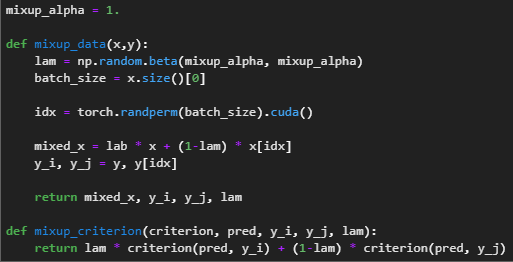 mixup_alpha = 1.
def mixup_data(x,y):
    lam = np.random.beta(mixup_alpha, mixup_alpha)
    batch_size = x.size()[0]
    idx = torch.randperm(batch_size).cuda()
    mixed_x = lab * x + (1-lam) * x[idx]
    y_i, y_j = y, y[idx]
    return mixed_x, y_i, y_j, lam
def mixup_criterion(criterion, pred, y_i, y_j, lam):
    return lam * criterion(pred, y_i) + (1-lam) * criterion(pred, y_j)